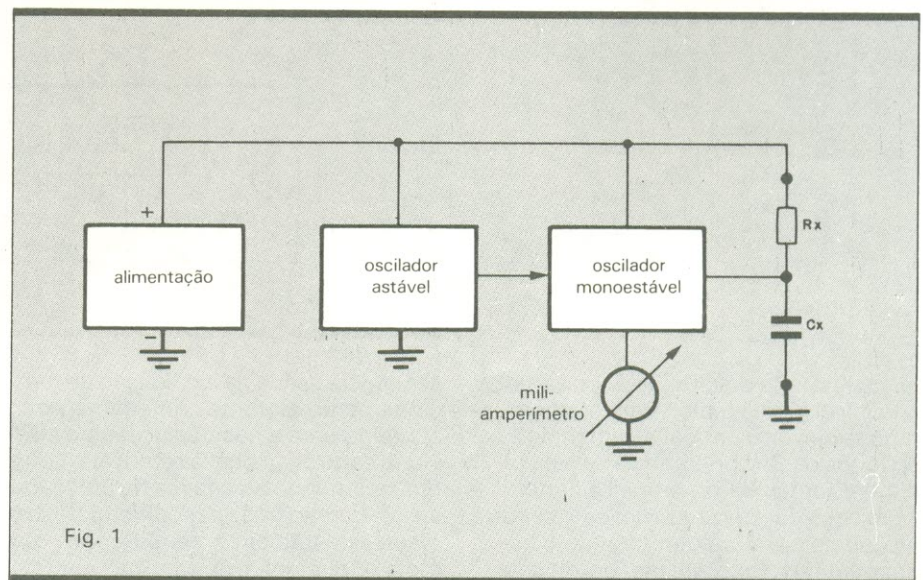 +
alimentação
−
oscilador
astável
oscilador
monoestável
Rx
Cx
mili-
amperímetro
Fig. 1